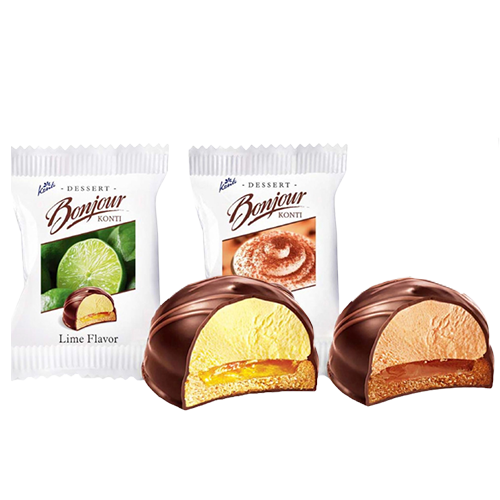 Konti
- DESSERT -
Bonjour
KONTI
Lime Flavor
Konti
- DESSERT -
Bonjour
KONTI